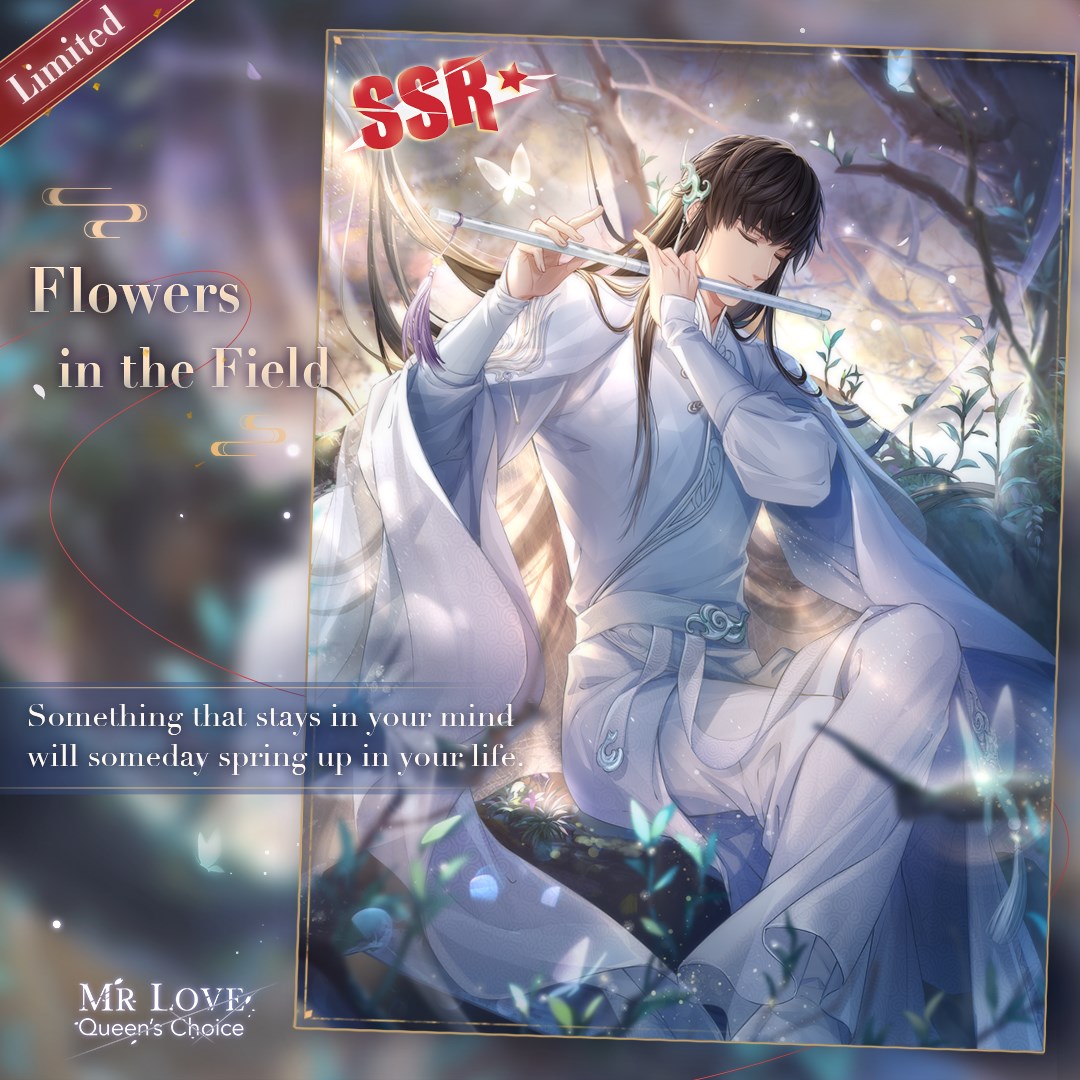 Limited
SSR
Flowers
in the Field
Something that stays in your mind
will someday spring up in your life.
MR LOVE
Queen's Choice